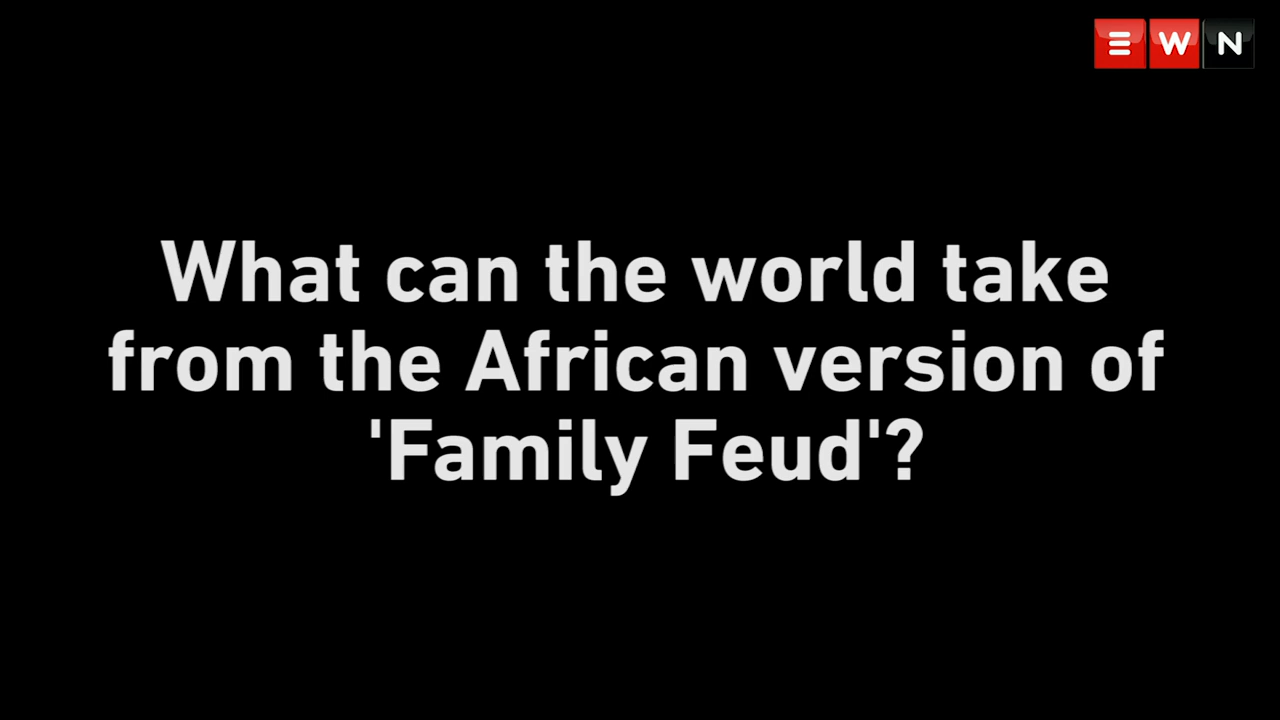 EWN
What can the world take
from the African version of
'Family Feud'?